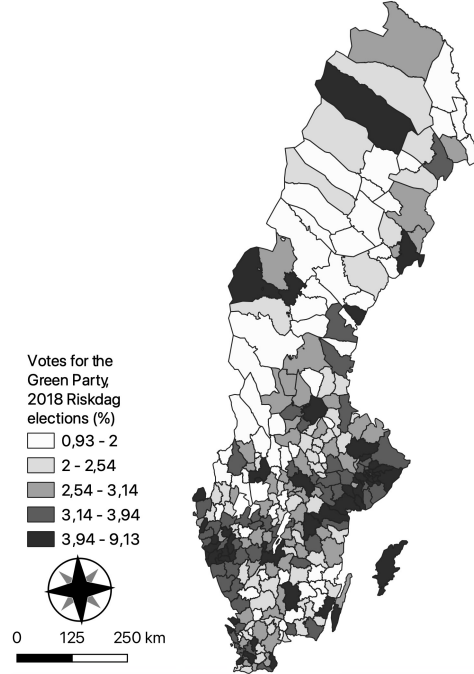 Votes for the
Green Party,
2018 Riskdag
elections (%)
0,93 - 2
2 - 2,54
2,54 - 3,14
3,14 - 3,94
3,94 - 9,13
0 125 250 km